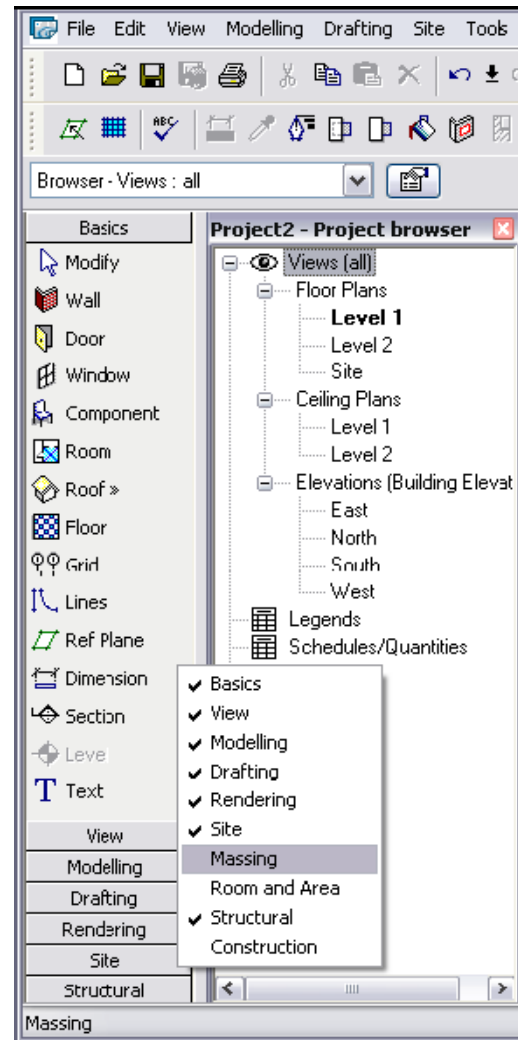 File Edit View Modelling Drafting Site Tools
ABC
Browser - Views : all
Basics
Modify
Wall
Door
Window
Component
Room
Roof »
Floor
Grid
Lines
Ref Plane
Dimension
Section
Level
Text
View
Modelling
Drafting
Rendering
Site
Structural
Project2 - Project browser
Views (all)
Floor Plans
Level 1
Level 2
Site
Ceiling Plans
Level 1
Level 2
Elevations (Building Elevat
East
North
South
West
Legends
Schedules/Quantities
Basics
View
Modelling
Drafting
Rendering
Site
Massing
Room and Area
Structural
Construction
Massing